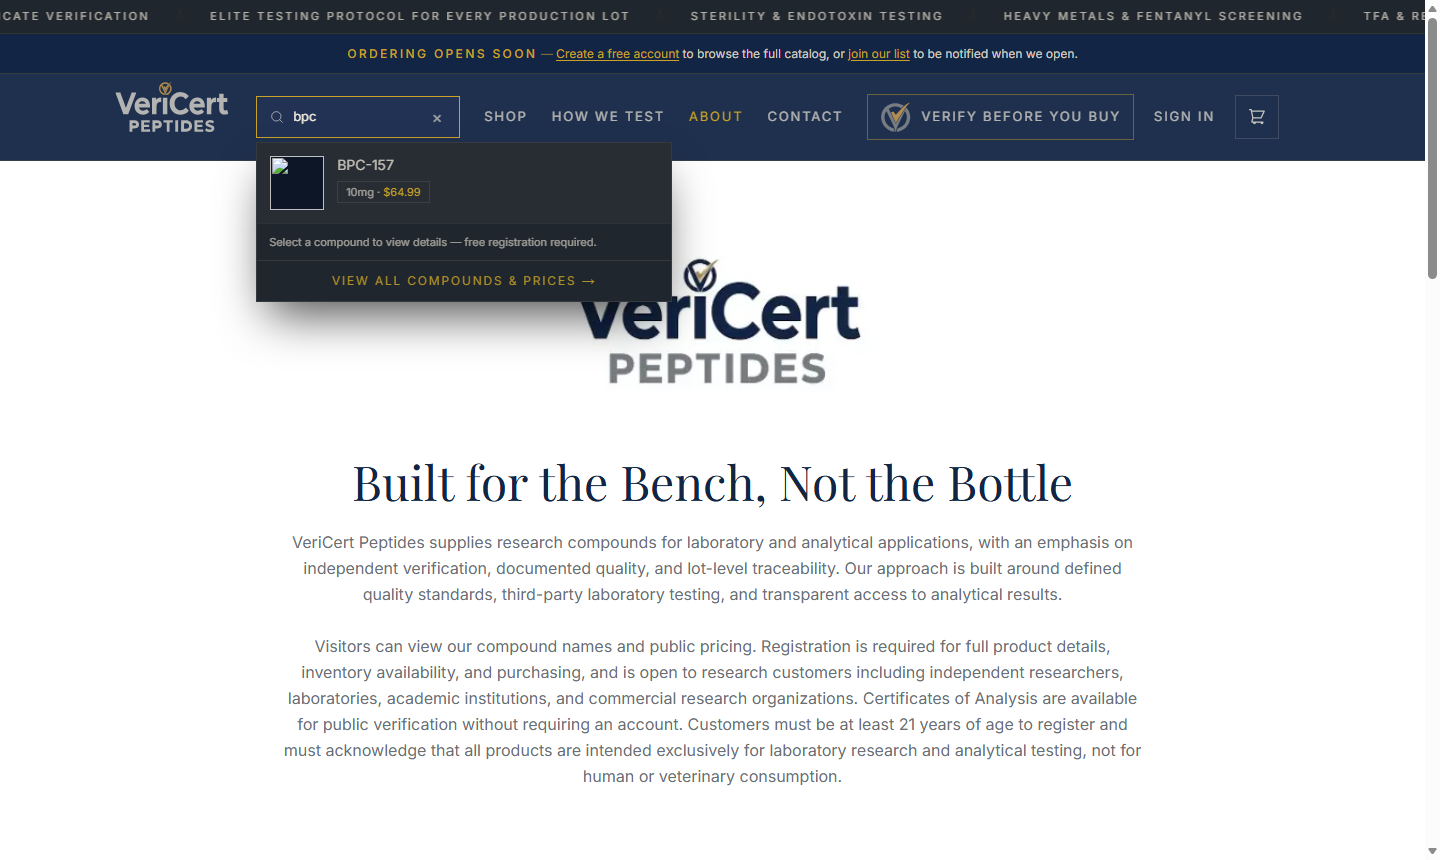 CATE VERIFICATION
ELITE TESTING PROTOCOL FOR EVERY PRODUCTION LOT
STERILITY & ENDOTOXIN TESTING
HEAVY METALS & FENTANYL SCREENING
TFA & RE
ORDERING OPENS SOON — Create a free account to browse the full catalog, or join our list to be notified when we open.
VeriCert
PEPTIDES
bpc
SHOP
HOW WE TEST
ABOUT
CONTACT
VERIFY BEFORE YOU BUY
SIGN IN
BPC-157
10mg · $64.99
Select a compound to view details — free registration required.
VIEW ALL COMPOUNDS & PRICES →
VeriCert
PEPTIDES
Built for the Bench, Not the Bottle
VeriCert Peptides supplies research compounds for laboratory and analytical applications, with an emphasis on
independent verification, documented quality, and lot-level traceability. Our approach is built around defined
quality standards, third-party laboratory testing, and transparent access to analytical results.
Visitors can view our compound names and public pricing. Registration is required for full product details,
inventory availability, and purchasing, and is open to research customers including independent researchers,
laboratories, academic institutions, and commercial research organizations. Certificates of Analysis are available
for public verification without requiring an account. Customers must be at least 21 years of age to register and
must acknowledge that all products are intended exclusively for laboratory research and analytical testing, not for
human or veterinary consumption.